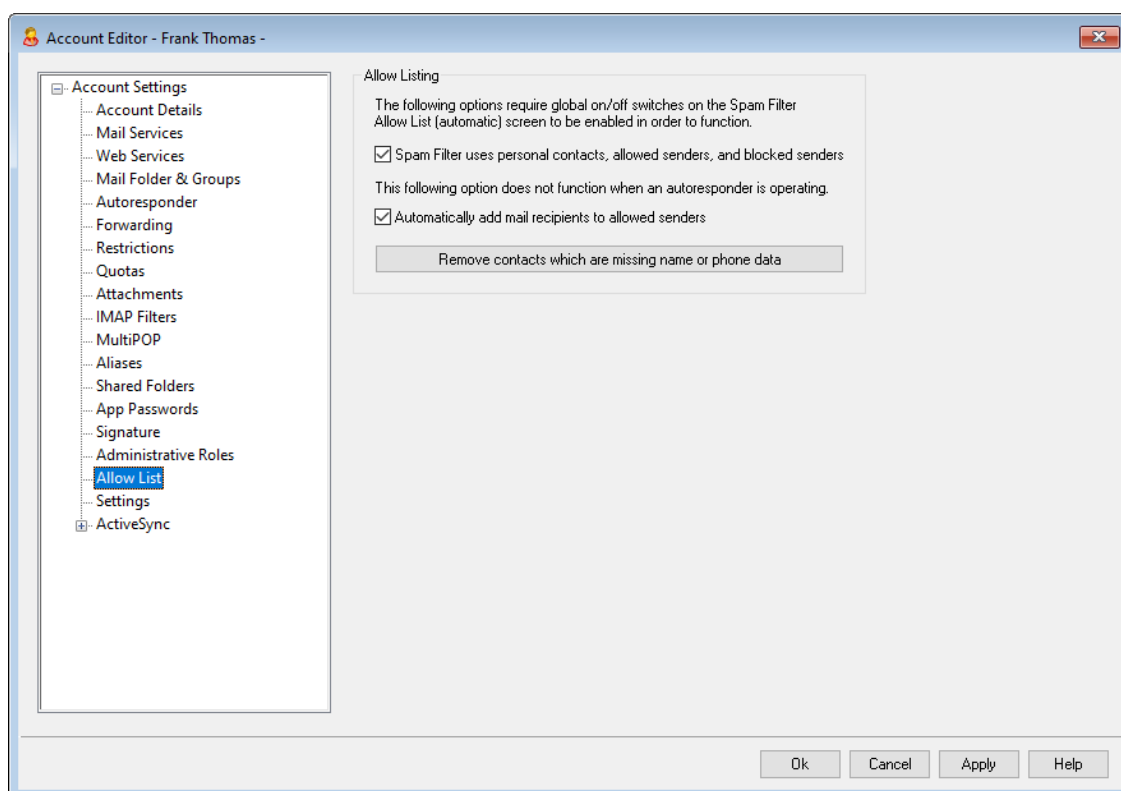 Account Editor - Frank Thomas -
Account Settings
Account Details
Mail Services
Web Services
Mail Folder & Groups
Autoresponder
Forwarding
Restrictions
Quotas
Attachments
IMAP Filters
MultiPOP
Aliases
Shared Folders
App Passwords
Signature
Administrative Roles
Allow List
Settings
ActiveSync
Allow Listing
The following options require global on/off switches on the Spam Filter
Allow List (automatic) screen to be enabled in order to function.
Spam Filter uses personal contacts, allowed senders, and blocked senders
This following option does not function when an autoresponder is operating.
Automatically add mail recipients to allowed senders
Remove contacts which are missing name or phone data
Ok
Cancel
Apply
Help